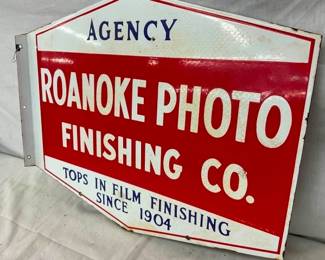 AGENCY
ROANOKE PHOTO
FINISHING CO.
TOPS IN FILM FINISHING
SINCE 1904